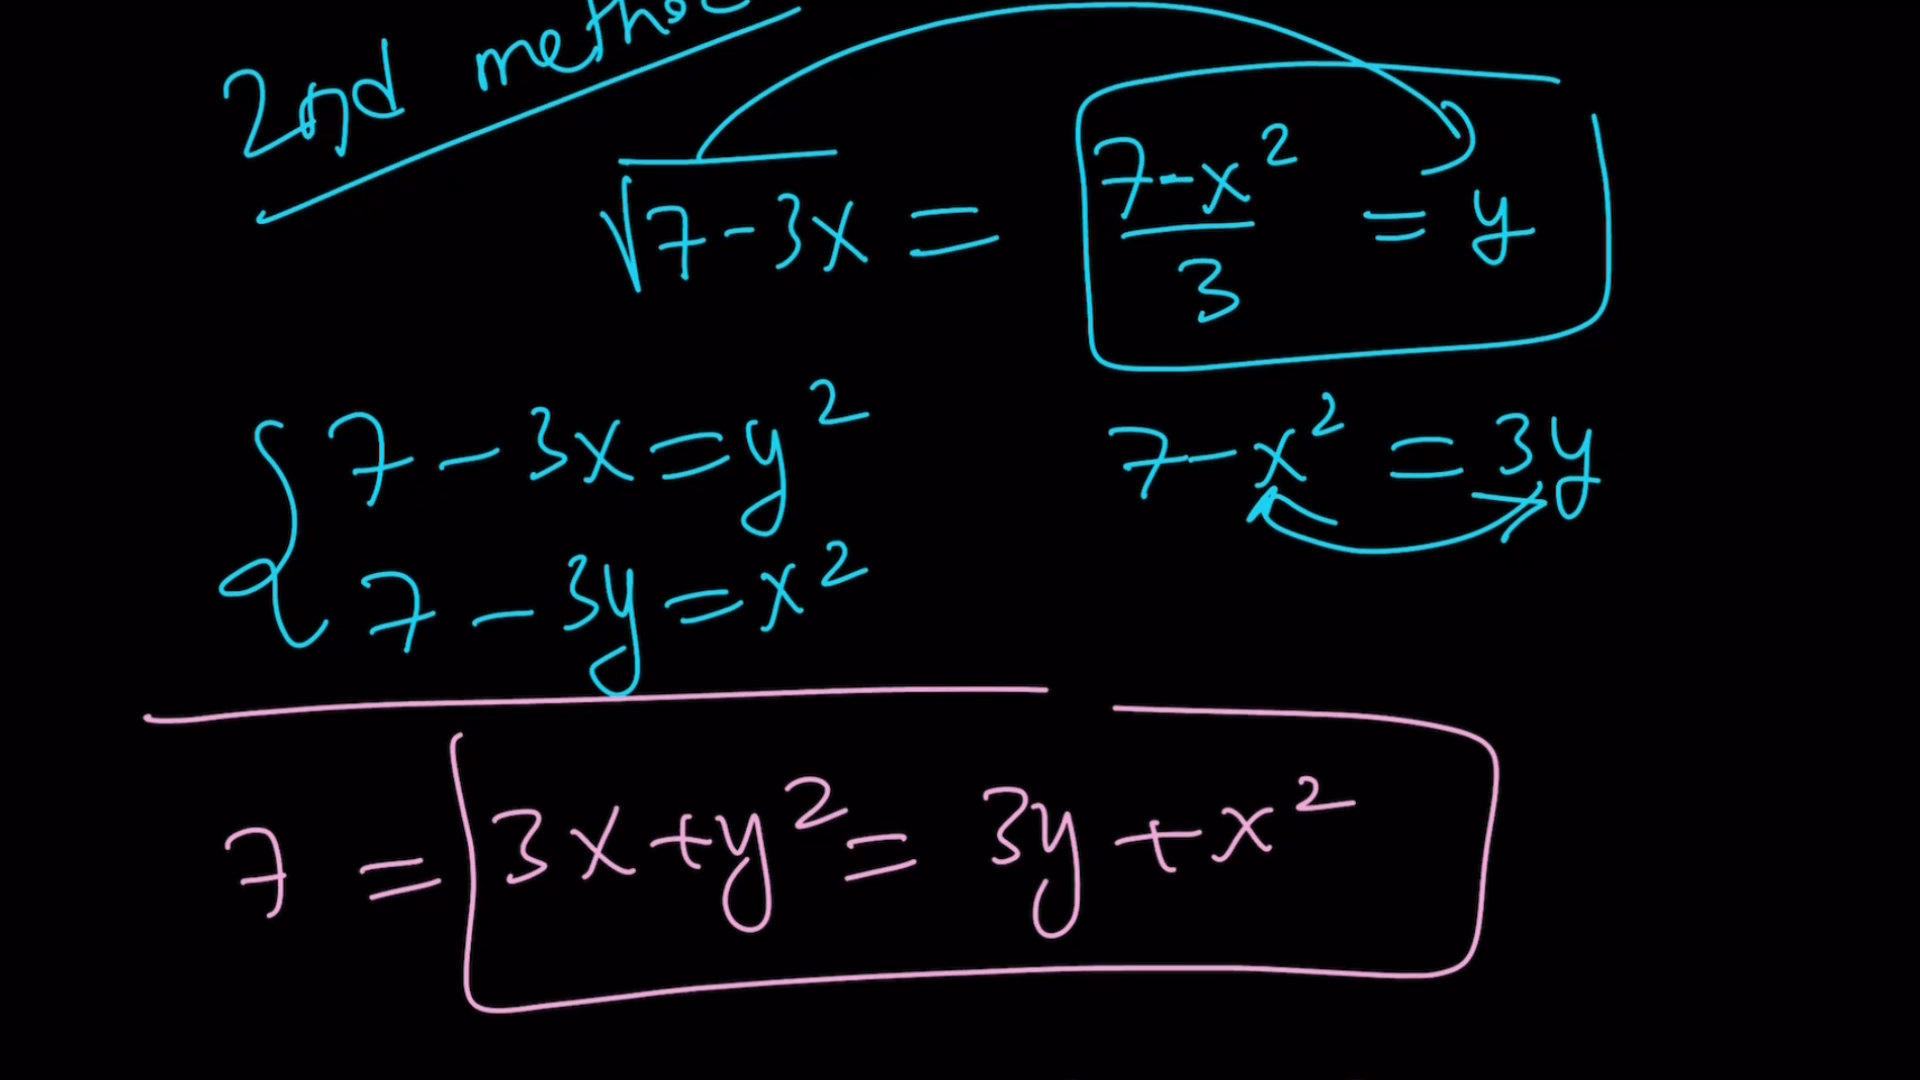 2nd method
√7-3x = 7-x²/3 = y
7-3x=y²
7-x² = 3y
7-3y=x²
7 = 3x+y² = 3y+x²